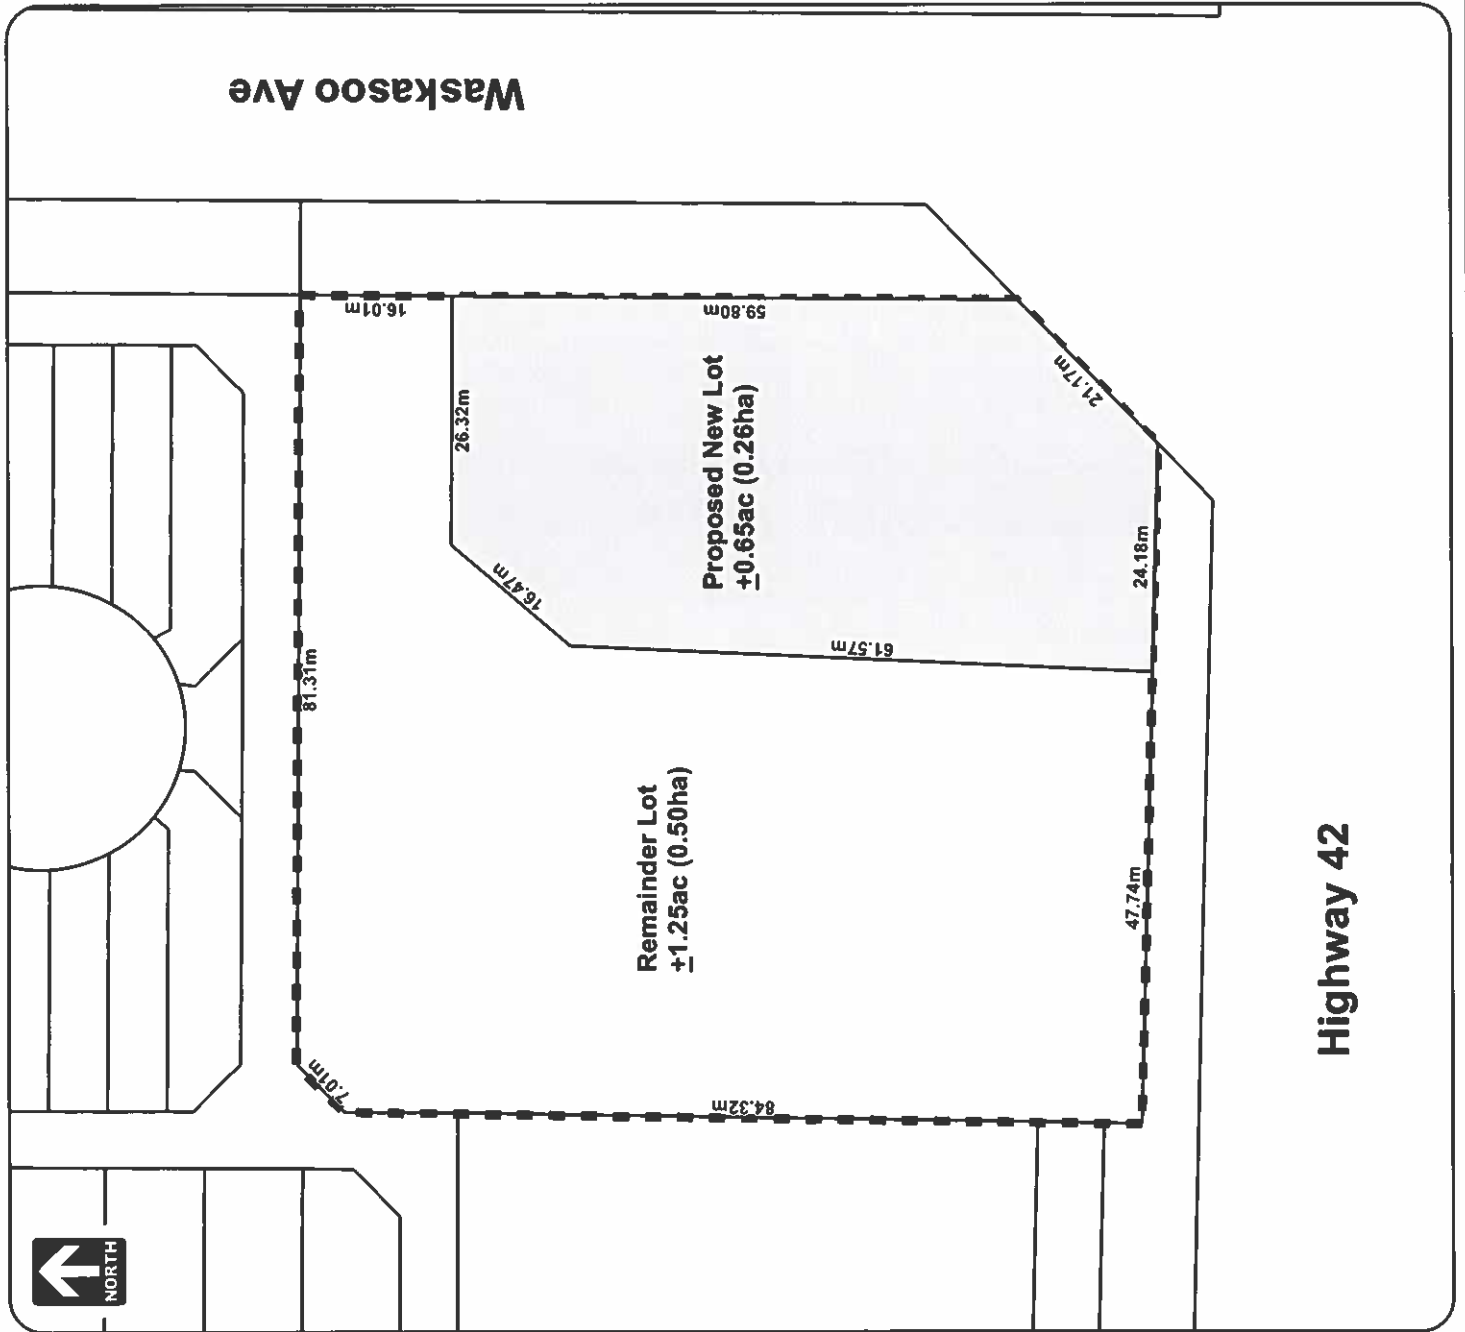 Waskasoo Ave
16.01m
59.80m
21.17m
26.32m
16.47m
Proposed New Lot
±0.65ac (0.26ha)
61.57m
24.18m
81.31m
Remainder Lot
±1.25ac (0.50ha)
47.74m
7.01m
84.32m
Highway 42
NORTH